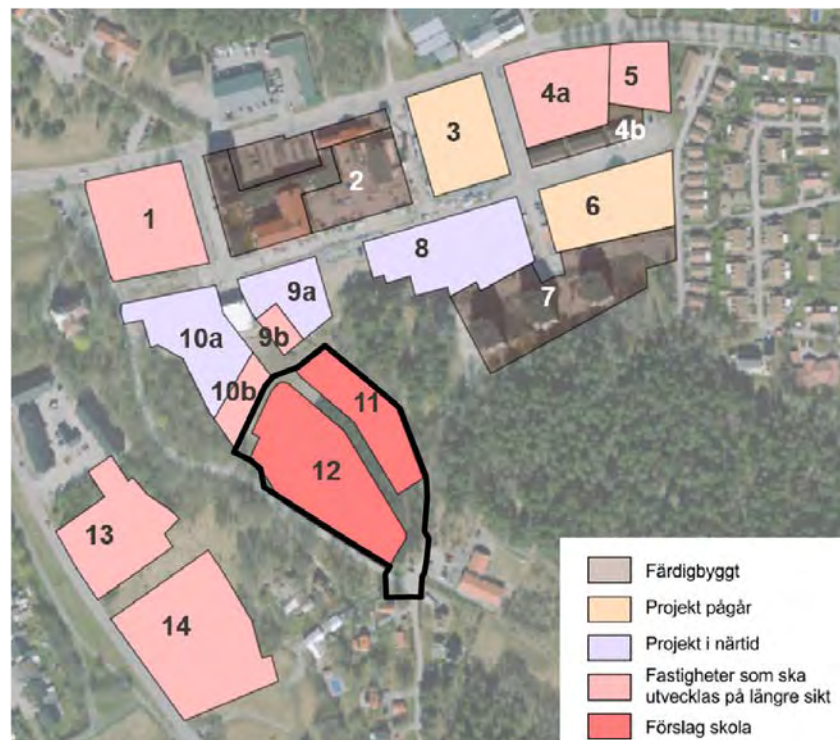 5
4a
3
4b
2
6
1
8
9a
7
10a
9b
10b
11
12
13
14
Färdigbyggt
Projekt pågår
Projekt i närtid
Fastigheter som ska
utvecklas på längre sikt
Förslag skola